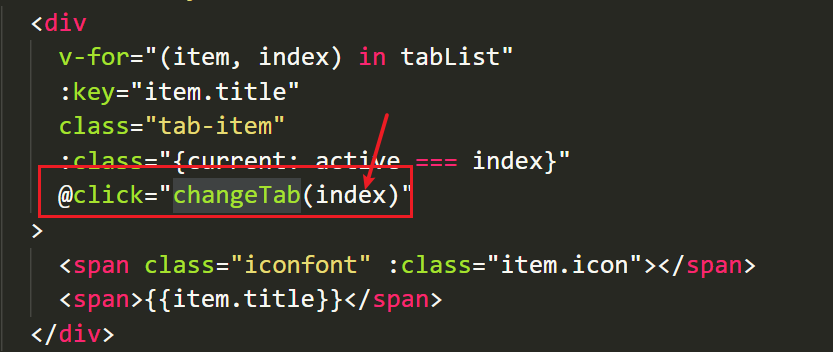 <div
v-for="(item, index) in tabList"
:key="item.title"
class="tab-item"
:class="{current: active === index}"
@click="changeTab(index)"
>
<span class="iconfont" :class="item.icon"></span>
<span>{{item.title}}</span>
</div>